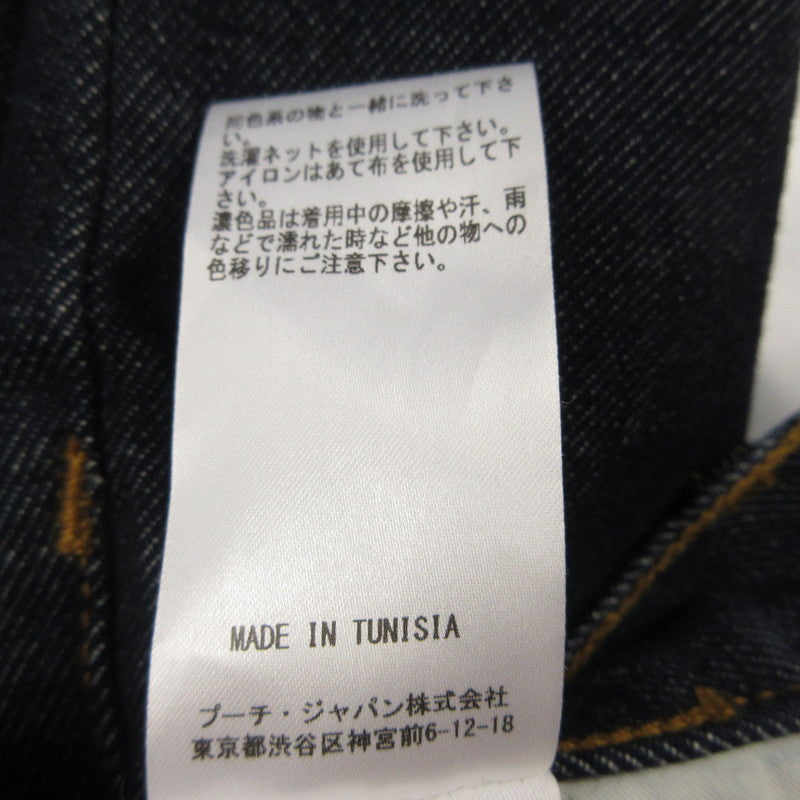 同色系の物と一緒に洗って下さ
い。
洗濯ネットを使用して下さい。
アイロンはあて布を使用して下
さい。
濃色品は着用中の摩擦や汗、雨
などで濡れた時など他の物への
色移りにご注意下さい。
MADE IN TUNISIA
プーチ・ジャパン株式会社
東京都渋谷区神宮前6-12-18